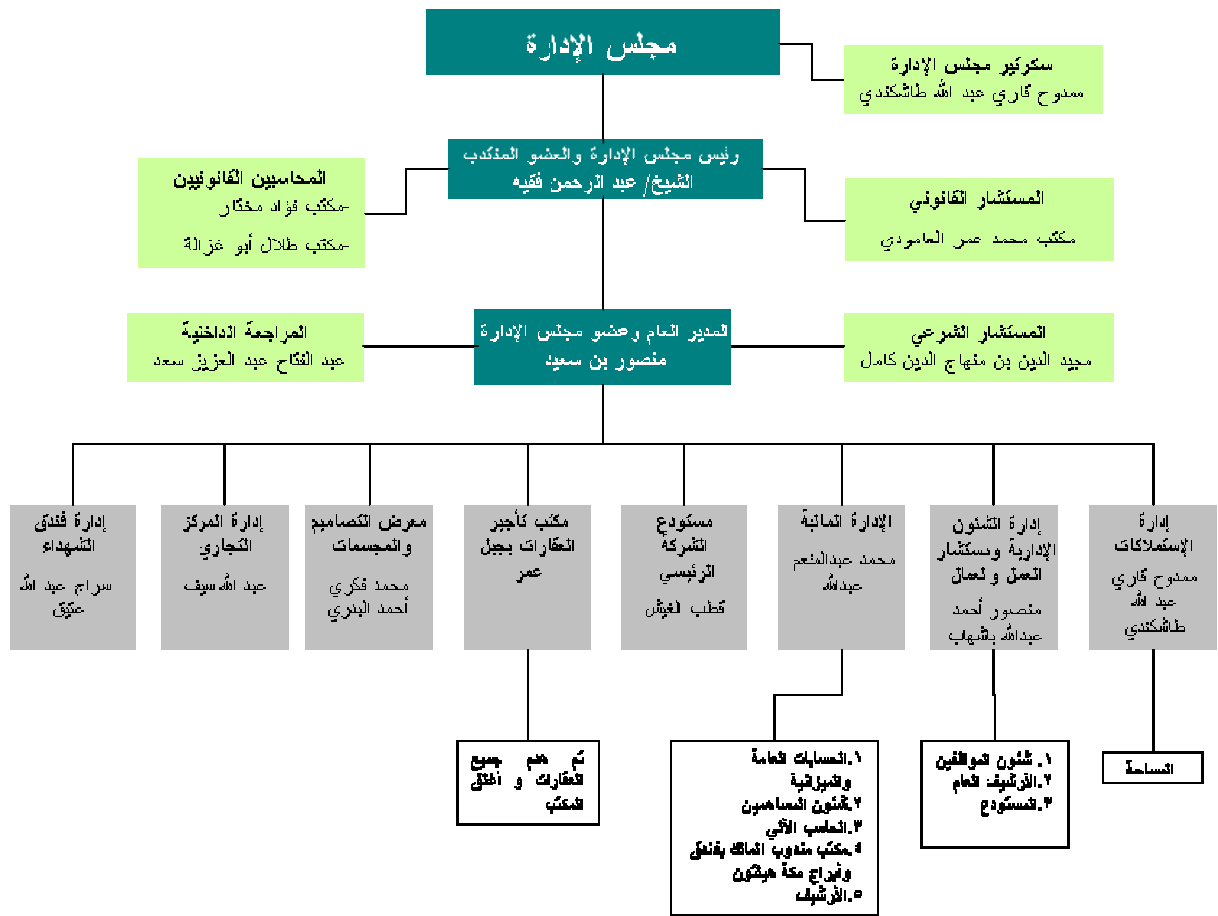 مجلس الإدارة
سكرتير مجلس الإدارة
ممدوح قاري عبد الله طاشكندي
رئيس مجلس الإدارة والعضو المنتدب
الشيخ/ عبد الرحمن فقيه
المحاسبين القانونيين
-مكتب فؤاد مختار
-مكتب طلال أبو غزالة
المستشار القانوني
مكتب محمد عمر العامودي
المدير العام وعضو مجلس الإدارة
منصور بن سعيد
المراجعة الداخلية
عبد الفتاح عبد العزيز سعد
المستشار الشرعي
مجيد الدين بن منهاج الدين كامل
إدارة
الإستملاكات
ممدوح قاري
عبد الله
طاشكندي
إدارة الشئون
الإدارية ومستشار
العمل والعمال
منصور أحمد
عبدالله باشهاب
الإدارة المالية
محمد عبدالمنعم
عبدالله
مستودع
الشركة
الرئيسي
قطب الغيش
مكتب تأجير
العقارات بجبل
عمر
معرض التصاميم
والمجسمات
محمد فكري
أحمد البدري
إدارة المركز
التجاري
عبد الله سيف
إدارة فندق
الشهداء
سراج عبد الله
عتيق
المساحة
١. شئون الموظفين
٢.الأرشيف العام
٣.المستودع
١.الحسابات العامة
والميزانية
٢.شئون المساهمين
٣.الحاسب الآلي
٤.مكتب مندوب المالك بفندق
وأبراج مكة هيلتون
٥.الأرشيف
تم هدم جميع
العقارات و أغلق
المكتب